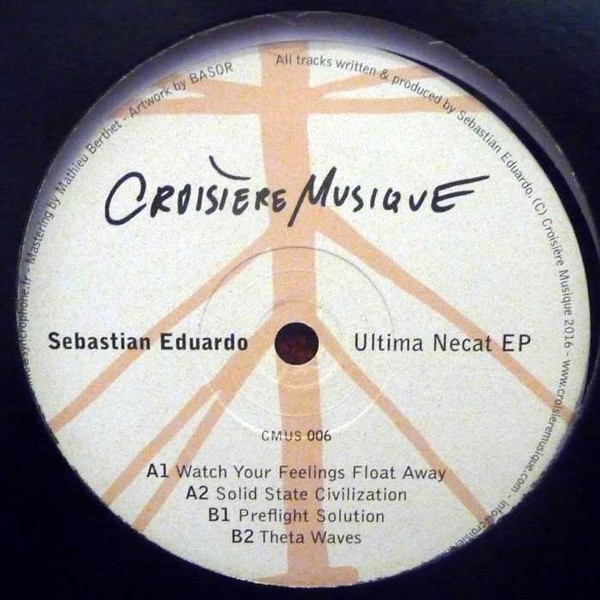 All tracks written & produced by Sebastian Eduardo. (C) Croisière Musique 2016 - www.croisieremusique.com -
syncrophone.fr - Mastering by Mathieu Berthet - Artwork by BASOR
CROISIÈRE MUSIQUE
Sebastian Eduardo Ultima Necat EP
CMUS 006
A1 Watch Your Feelings Float Away
A2 Solid State Civilization
B1 Preflight Solution
B2 Theta Waves